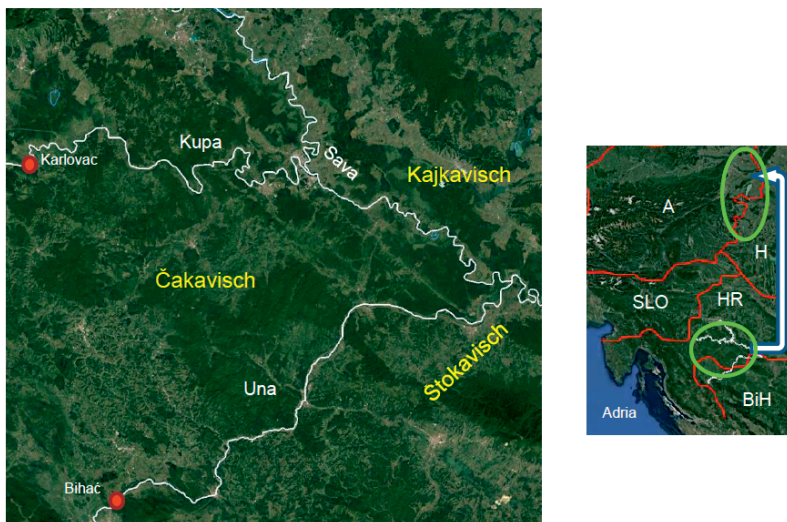 Karlovac
Kupa
Sava
Kajkavisch
Čakavisch
Štokavisch
Una
Bihać
A
H
SLO
HR
BiH
Adria